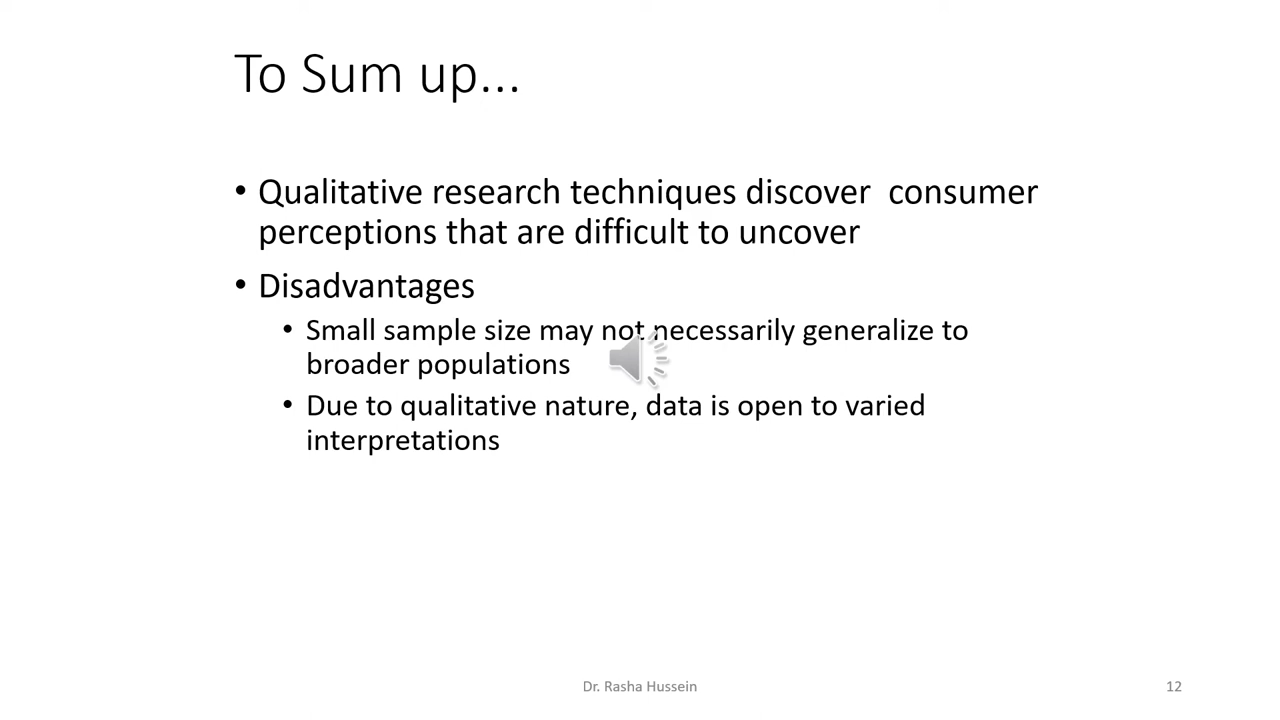 To Sum up...
• Qualitative research techniques discover  consumer
perceptions that are difficult to uncover
• Disadvantages
• Small sample size may not necessarily generalize to
broader populations
• Due to qualitative nature, data is open to varied
interpretations
Dr. Rasha Hussein
12